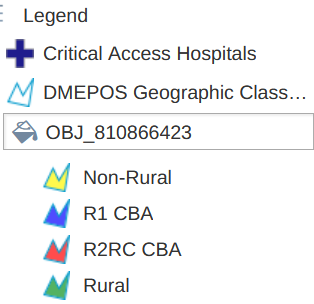 Legend
Critical Access Hospitals
DMEPOS Geographic Class...
OBJ_810866423
Non-Rural
R1 CBA
R2RC CBA
Rural